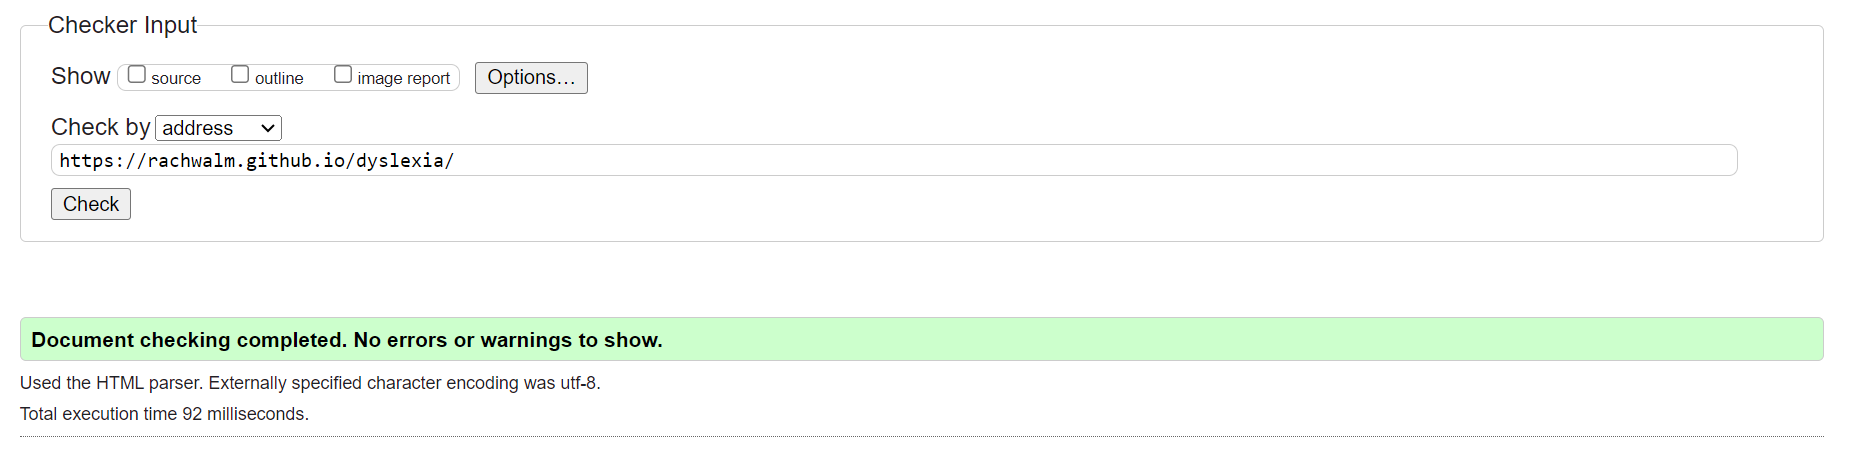 Checker Input
Show source outline image report Options...
Check by address
https://rachwalm.github.io/dyslexia/
Check
Document checking completed. No errors or warnings to show.
Used the HTML parser. Externally specified character encoding was utf-8.
Total execution time 92 milliseconds.